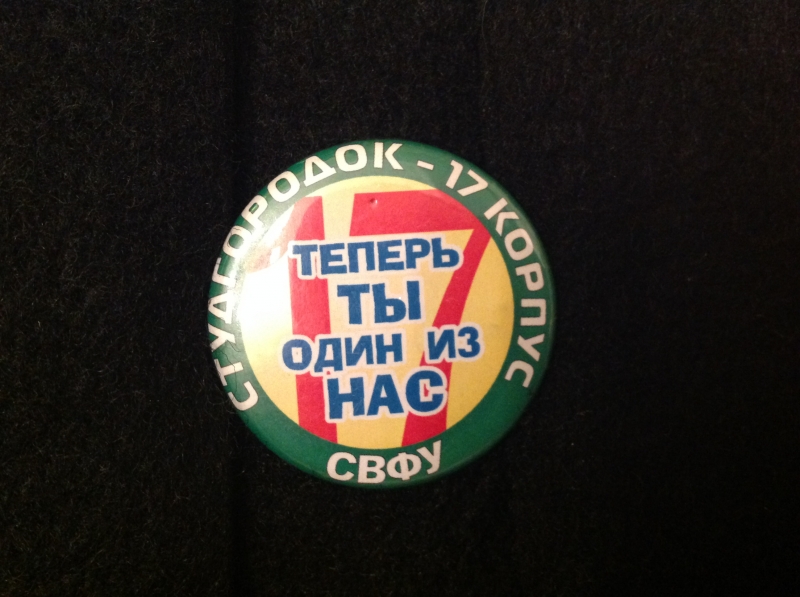 СТУДГОРОДОК - 17 КОРПУС
17
ТЕПЕРЬ
ТЫ
ОДИН ИЗ
НАС
СВФУ